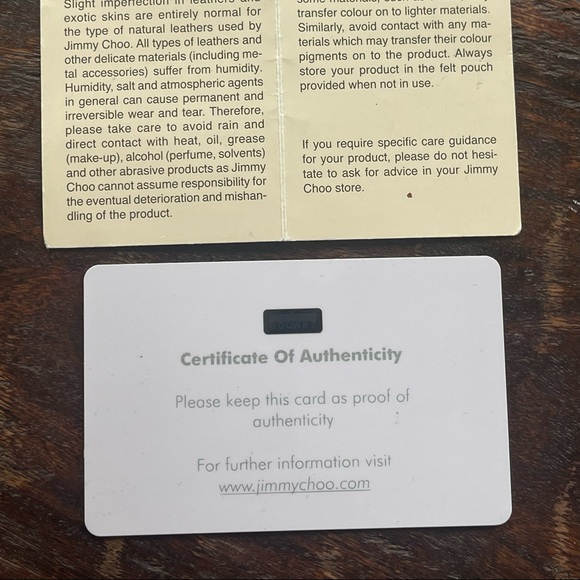 Slight imperfection in leathers and
exotic skins are entirely normal for
the type of natural leathers used by
Jimmy Choo. All types of leathers and
other delicate materials (including me-
tal accessories) suffer from humidity.
Humidity, salt and atmospheric agents
in general can cause permanent and
irreversible wear and tear. Therefore,
please take care to avoid rain and
direct contact with heat, oil, grease
(make-up), alcohol (perfume, solvents)
and other abrasive products as Jimmy
Choo cannot assume responsibility for
the eventual deterioration and mishan-
dling of the product.
transfer colour on to lighter materials.
Similarly, avoid contact with any ma-
terials which may transfer their colour
pigments on to the product. Always
store your product in the felt pouch
provided when not in use.
If you require specific care guidance
for your product, please do not hesi-
tate to ask for advice in your Jimmy
Choo store.
Certificate Of Authenticity
Please keep this card as proof of
authenticity
For further information visit
www.jimmychoo.com